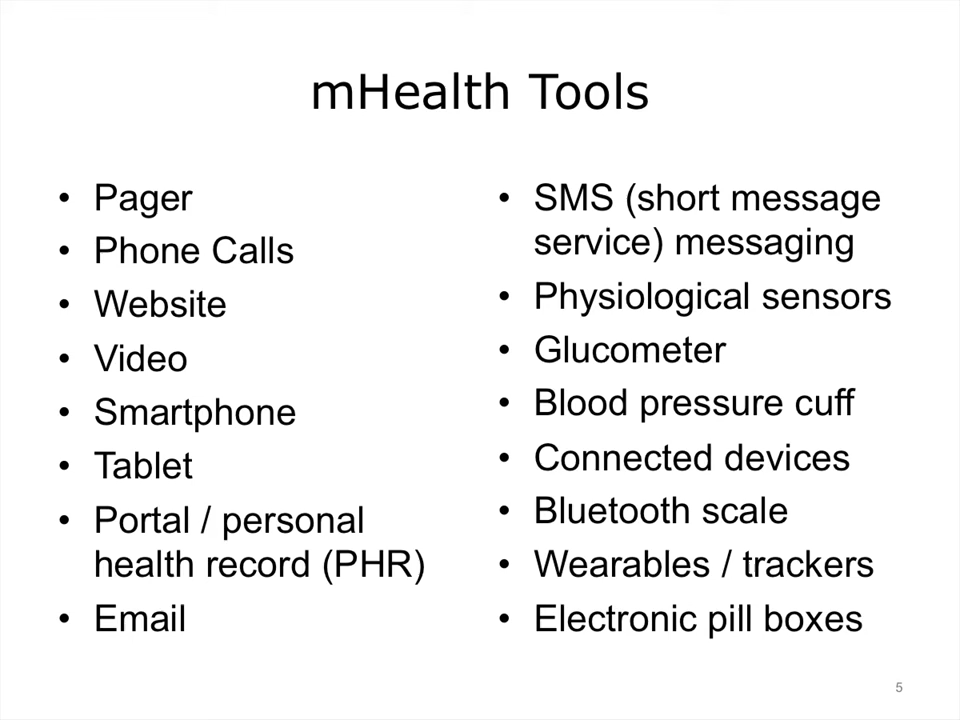 mHealth Tools
• Pager
• Phone Calls
• Website
• Video
• Smartphone
• Tablet
• Portal / personal
health record (PHR)
• Email
• SMS (short message
service) messaging
• Physiological sensors
• Glucometer
• Blood pressure cuff
• Connected devices
• Bluetooth scale
• Wearables / trackers
• Electronic pill boxes
5